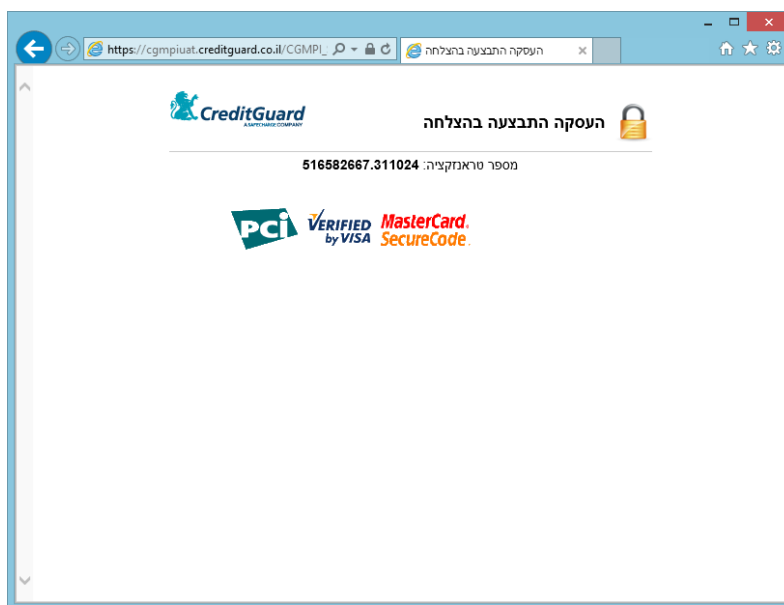 https://cgmpiuat.creditguard.co.il/CGMPI_
העסקה התבצעה בהצלחה
CreditGuard
A SAFECHARGE COMPANY
העסקה התבצעה בהצלחה
מספר טראנזקציה: 516582667.311024
PCi
VERIFIED
by VISA
MasterCard.
SecureCode.